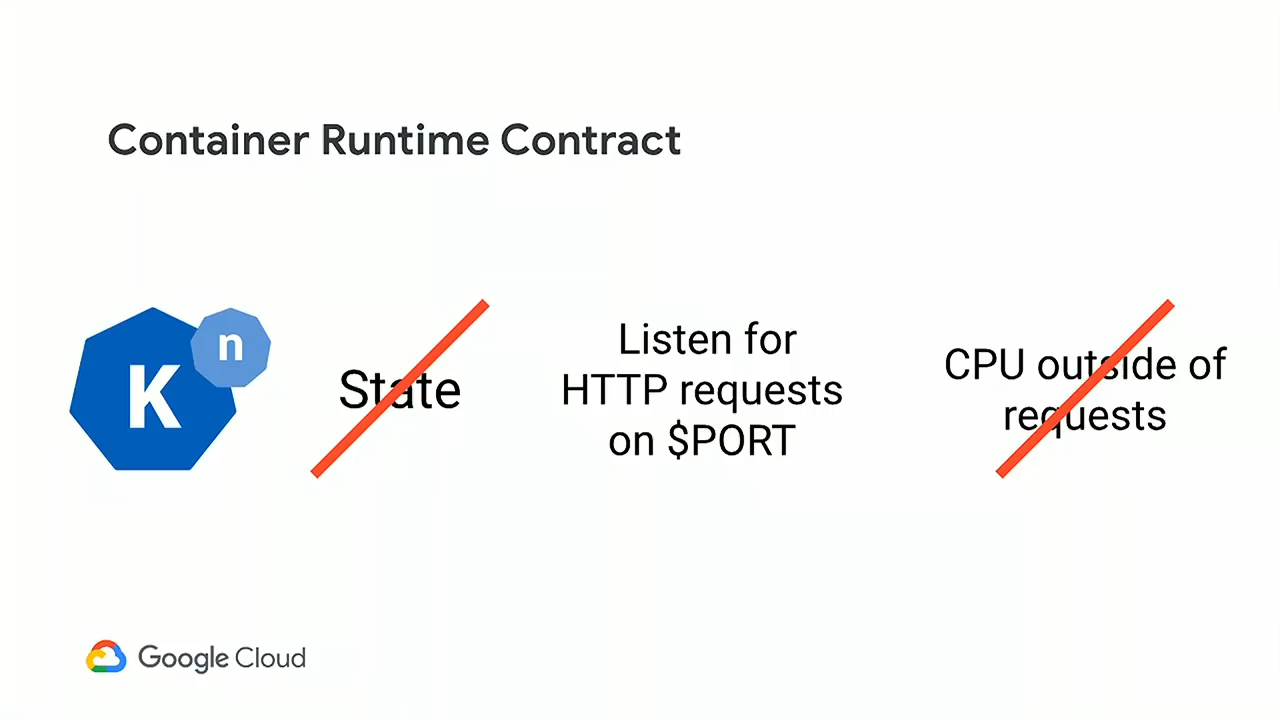 Container Runtime Contract
K
n
State
Listen for
HTTP requests
on $PORT
CPU outside of
requests
Google Cloud